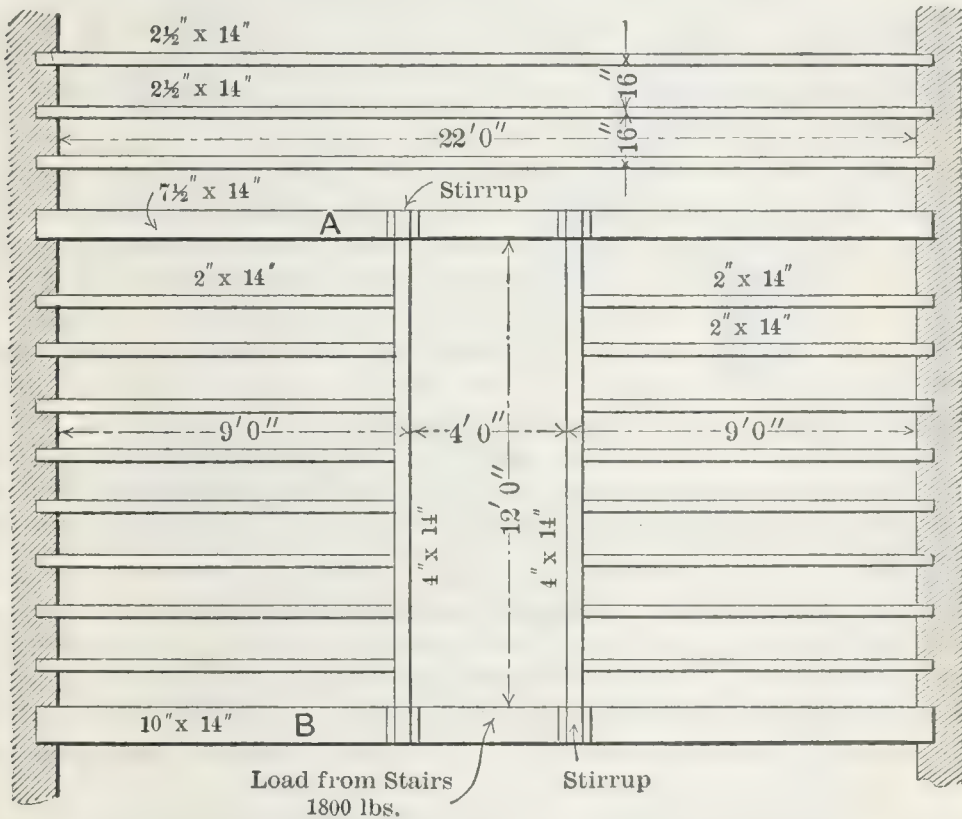 2½" x 14"
16"
2½" x 14"
22'0"
16"
7½" x 14"
Stirrup
A
2" x 14"
2" x 14"
2" x 14"
9'0"
4'0"
9'0"
12'0"
4" x 14"
4" x 14"
10" x 14"
B
Load from Stairs
1800 lbs.
Stirrup